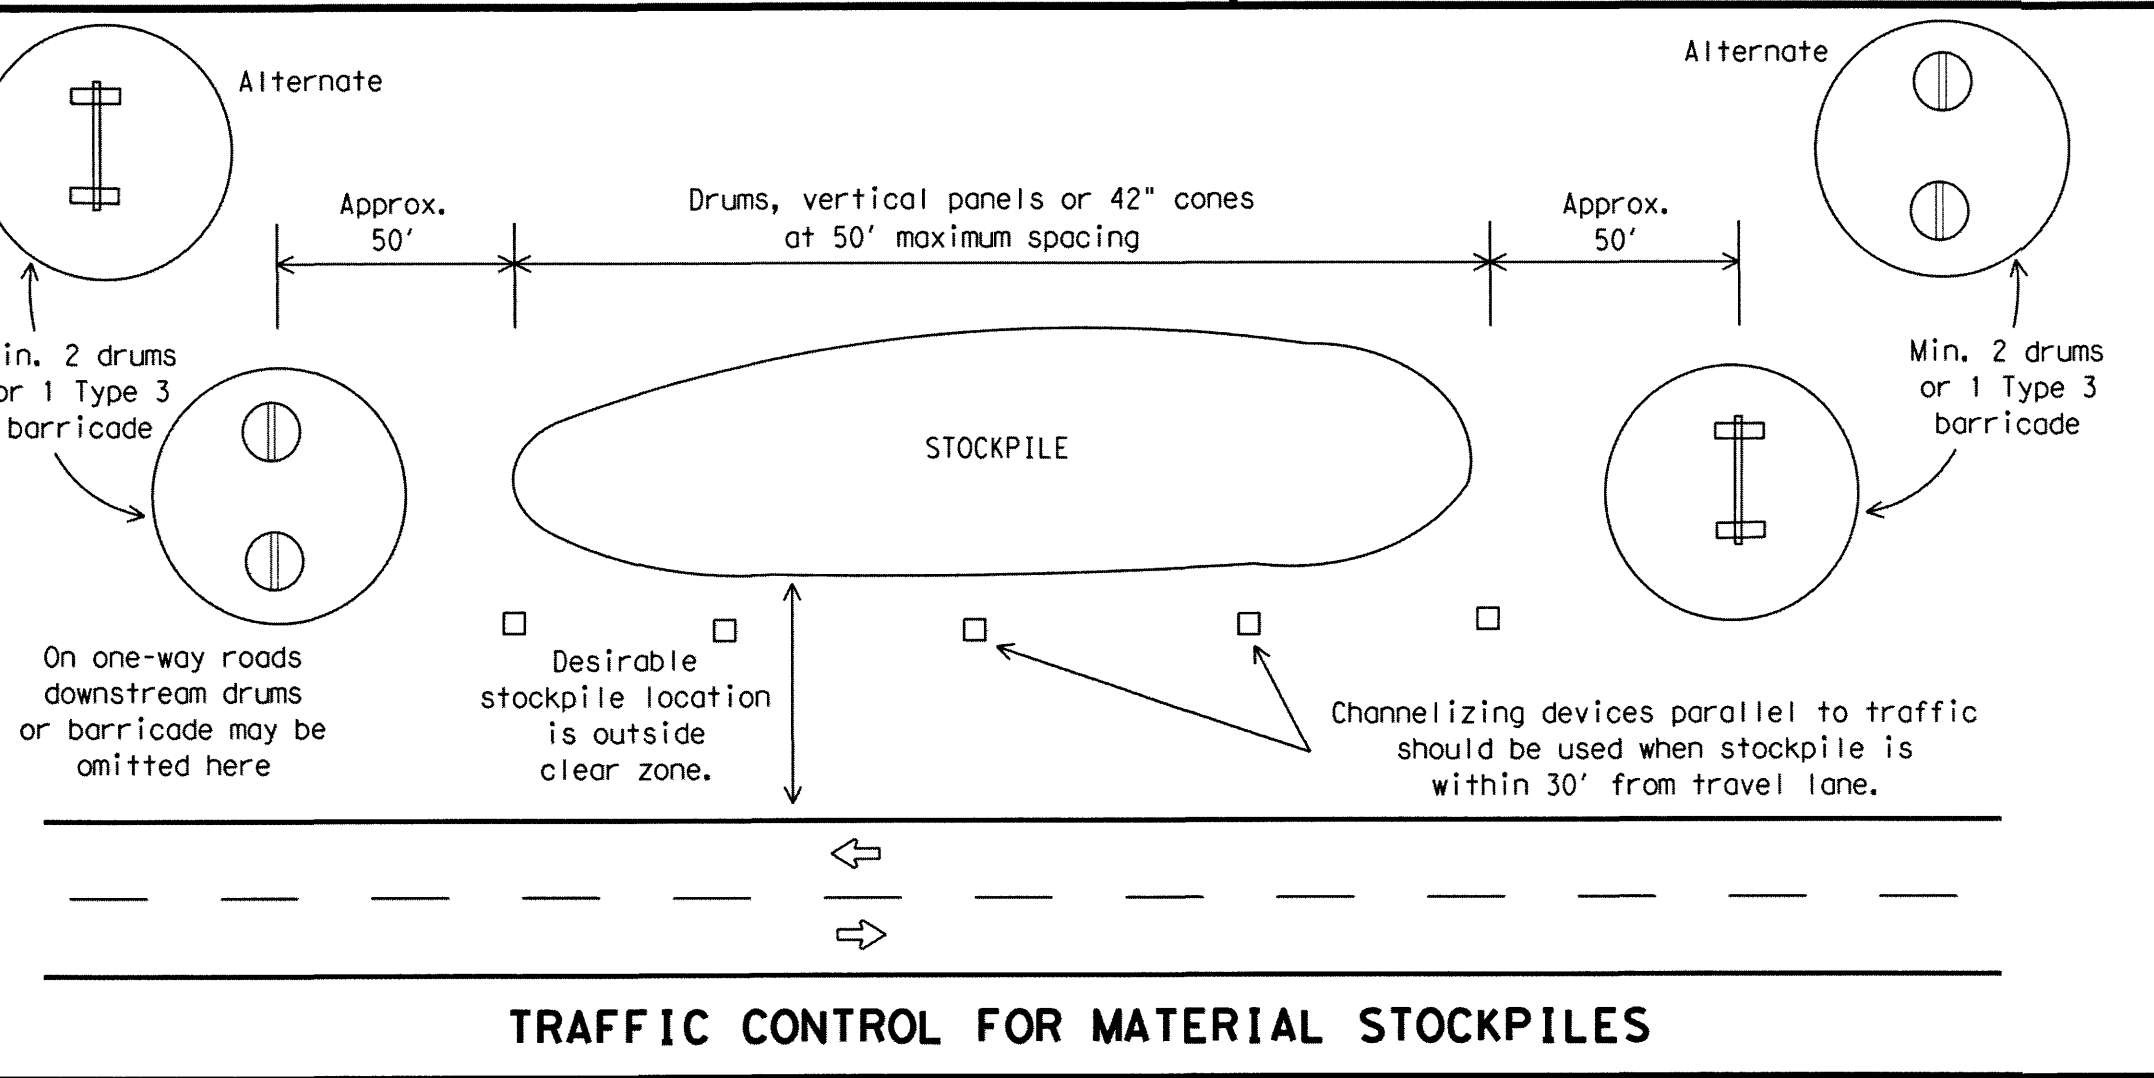 Alternate
Alternate
Approx.
50'
Drums, vertical panels or 42" cones
at 50' maximum spacing
Approx.
50'
in. 2 drums
or 1 Type 3
barricade
STOCKPILE
Min. 2 drums
or 1 Type 3
barricade
On one-way roads
downstream drums
or barricade may be
omitted here
Desirable
stockpile location
is outside
clear zone.
Channelizing devices parallel to traffic
should be used when stockpile is
within 30' from travel lane.
TRAFFIC CONTROL FOR MATERIAL STOCKPILES